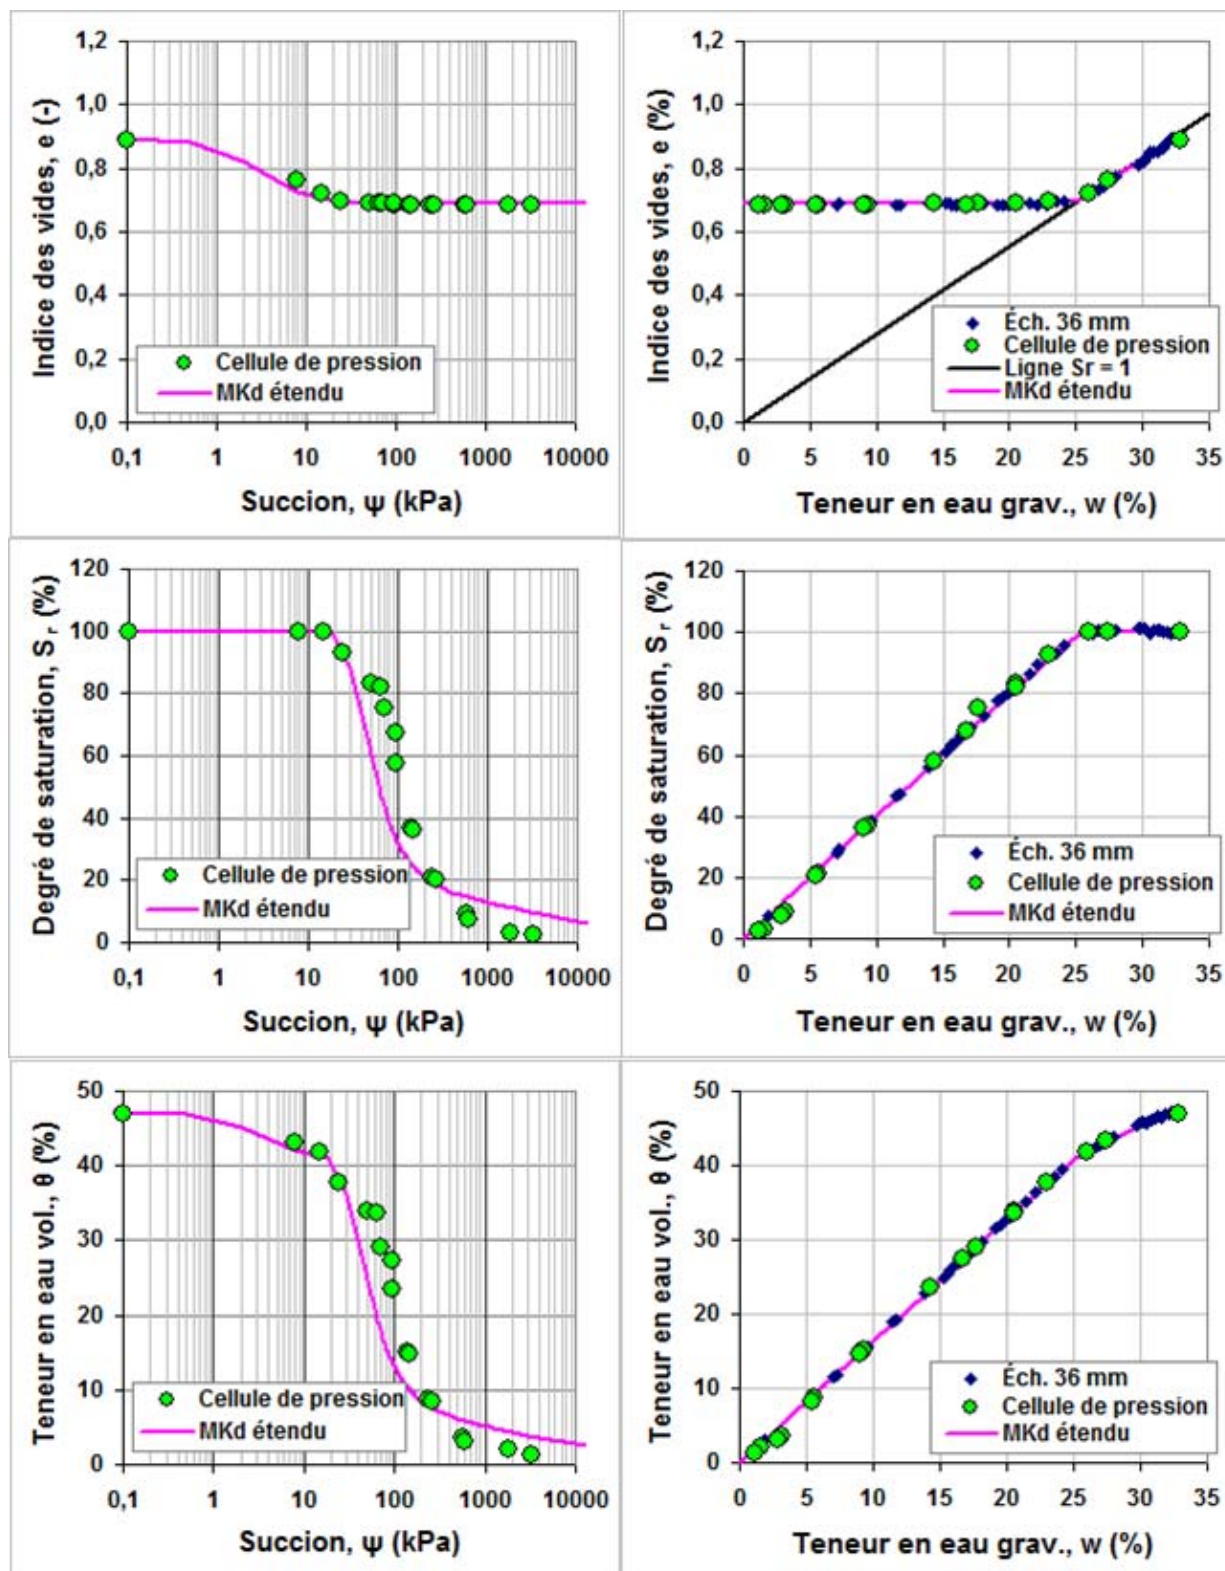 1,2
1,0
0,8
0,6
0,4
0,2
0,0
Indice des vides, e (-)
Cellule de pression
MKd étendu
0,1 1 10 100 1000 10000
Succion, ψ (kPa)
1,2
1,0
0,8
0,6
0,4
0,2
0,0
Indice des vides, e (%)
Éch. 36 mm
Cellule de pression
Ligne Sr = 1
MKd étendu
0 5 10 15 20 25 30 35
Teneur en eau grav., w (%)
120
100
80
60
40
20
0
Degré de saturation, Sr (%)
Cellule de pression
MKd étendu
0,1 1 10 100 1000 10000
Succion, ψ (kPa)
120
100
80
60
40
20
0
Degré de saturation, Sr (%)
Éch. 36 mm
Cellule de pression
MKd étendu
0 5 10 15 20 25 30 35
Teneur en eau grav., w (%)
50
40
30
20
10
0
Teneur en eau vol., θ (%)
Cellule de pression
MKd étendu
0,1 1 10 100 1000 10000
Succion, ψ (kPa)
50
40
30
20
10
0
Teneur en eau vol., θ (%)
Éch. 36 mm
Cellule de pression
MKd étendu
0 5 10 15 20 25 30 35
Teneur en eau grav., w (%)